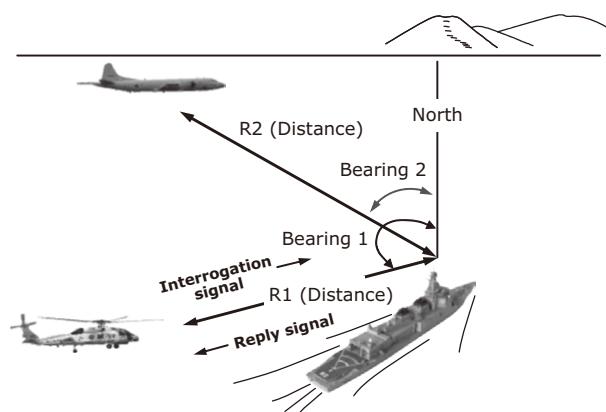 North
R2 (Distance)
Bearing 2
Bearing 1
Interrogation
signal
R1 (Distance)
Reply signal